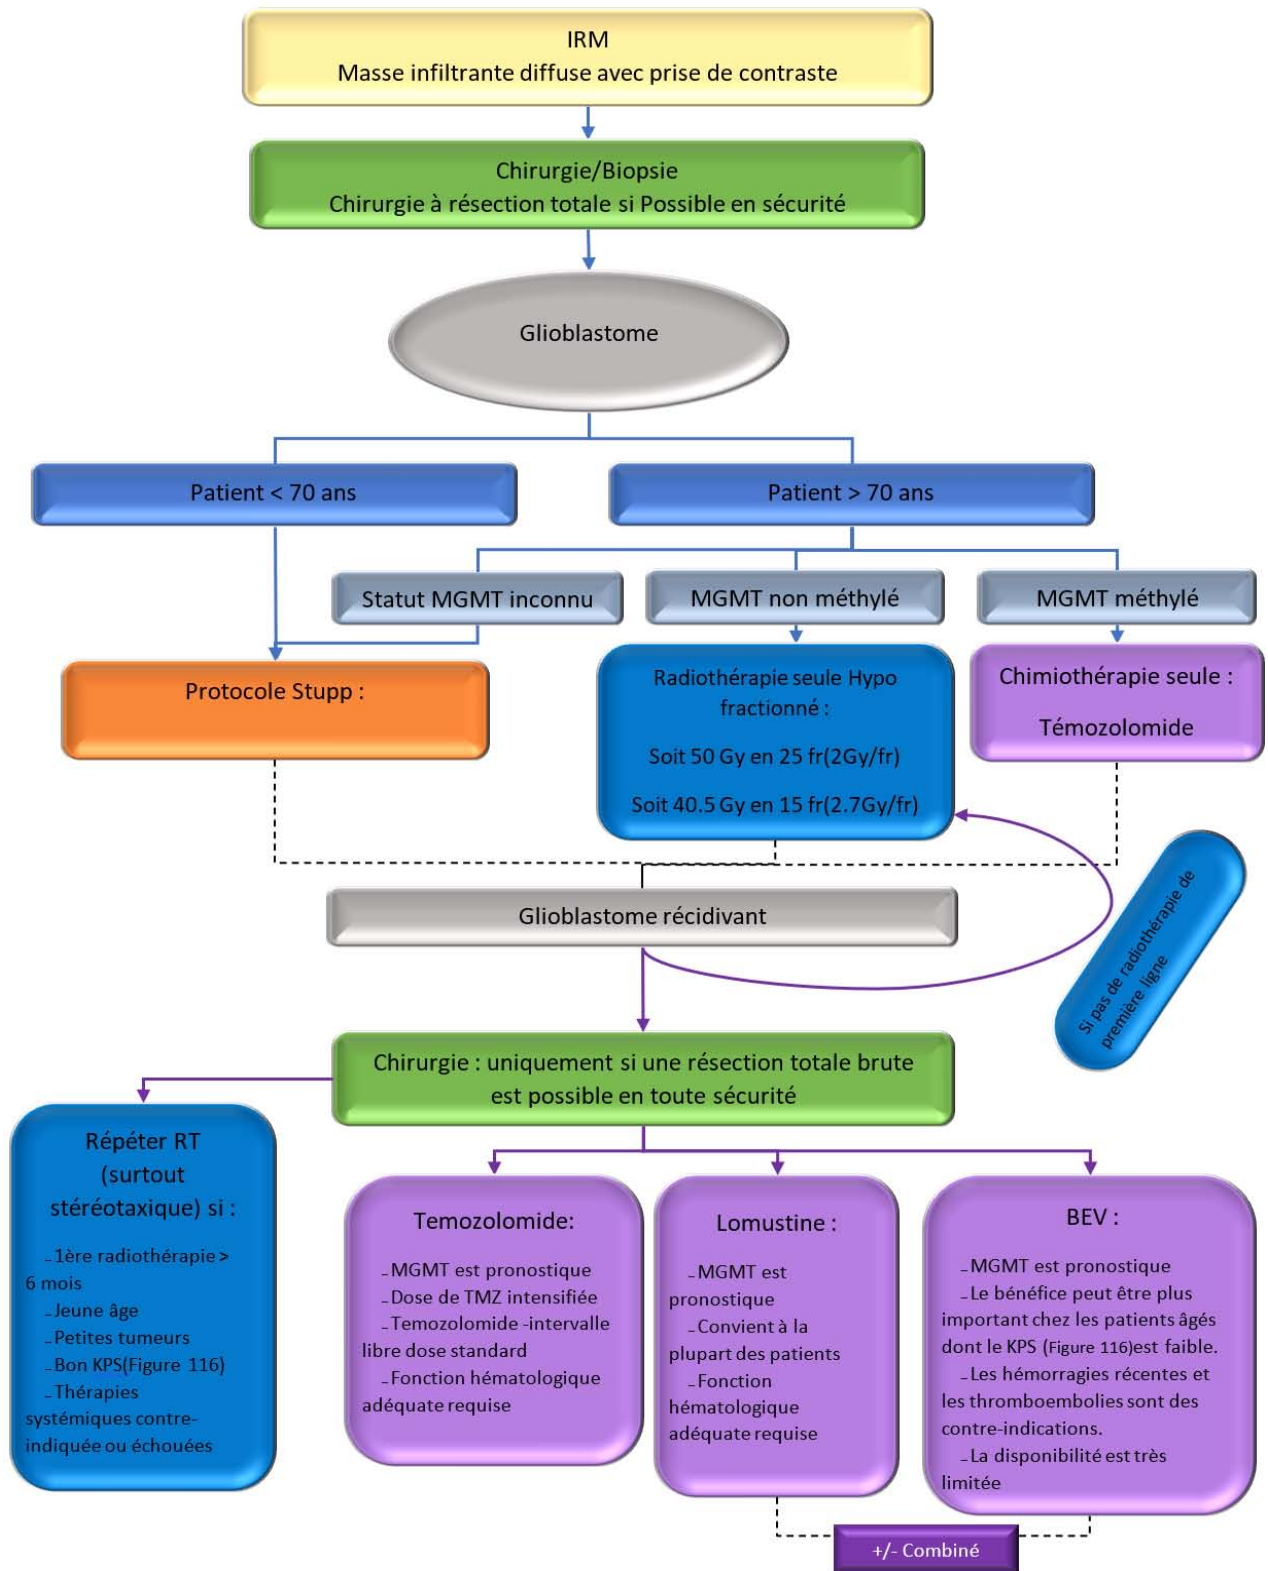 IRM
Masse infiltrante diffuse avec prise de contraste
Chirurgie/Biopsie
Chirurgie à résection totale si Possible en sécurité
Glioblastome
Patient < 70 ans
Patient > 70 ans
Statut MGMT inconnu
MGMT non méthylé
MGMT méthylé
Protocole Stupp :
Radiothérapie seule Hypo
fractionné :
Soit 50 Gy en 25 fr(2Gy/fr)
Soit 40.5 Gy en 15 fr(2.7Gy/fr)
Chimiothérapie seule :
Témozolomide
Si pas de radiothérapie de
première ligne
Glioblastome récidivant
Chirurgie : uniquement si une résection totale brute
est possible en toute sécurité
Répéter RT
(surtout
stéréotaxique) si :
-1ère radiothérapie >
6 mois
-Jeune âge
-Petites tumeurs
-Bon KPS(Figure 116)
-Thérapies
systémiques contre-
indiquée ou échouées
Temozolomide:
-MGMT est pronostique
-Dose de TMZ intensifiée
-Temozolomide -intervalle
libre dose standard
-Fonction hématologique
adéquate requise
Lomustine :
-MGMT est
pronostique
-Convient à la
plupart des patients
-Fonction
hématologique
adéquate requise
BEV :
-MGMT est pronostique
-Le bénéfice peut être plus
important chez les patients âgés
dont le KPS (Figure 116)est faible.
-Les hémorragies récentes et
les thromboembolies sont des
contre-indications.
-La disponibilité est très
limitée
+/- Combiné